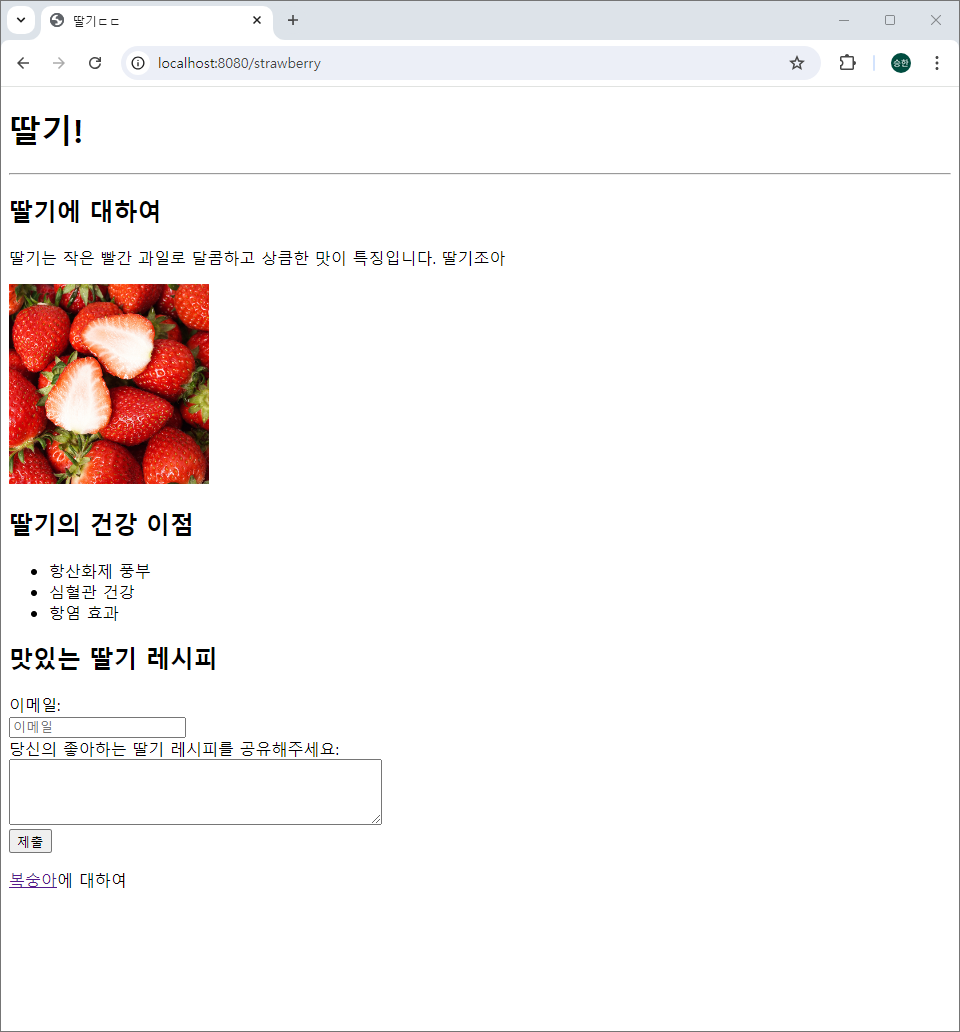 딸기ㄷㄷ
localhost:8080/strawberry
승한
딸기!
딸기에 대하여
딸기는 작은 빨간 과일로 달콤하고 상큼한 맛이 특징입니다. 딸기조아
딸기의 건강 이점
항산화제 풍부
심혈관 건강
항염 효과
맛있는 딸기 레시피
이메일:
이메일
당신의 좋아하는 딸기 레시피를 공유해주세요:
제출
복숭아에 대하여